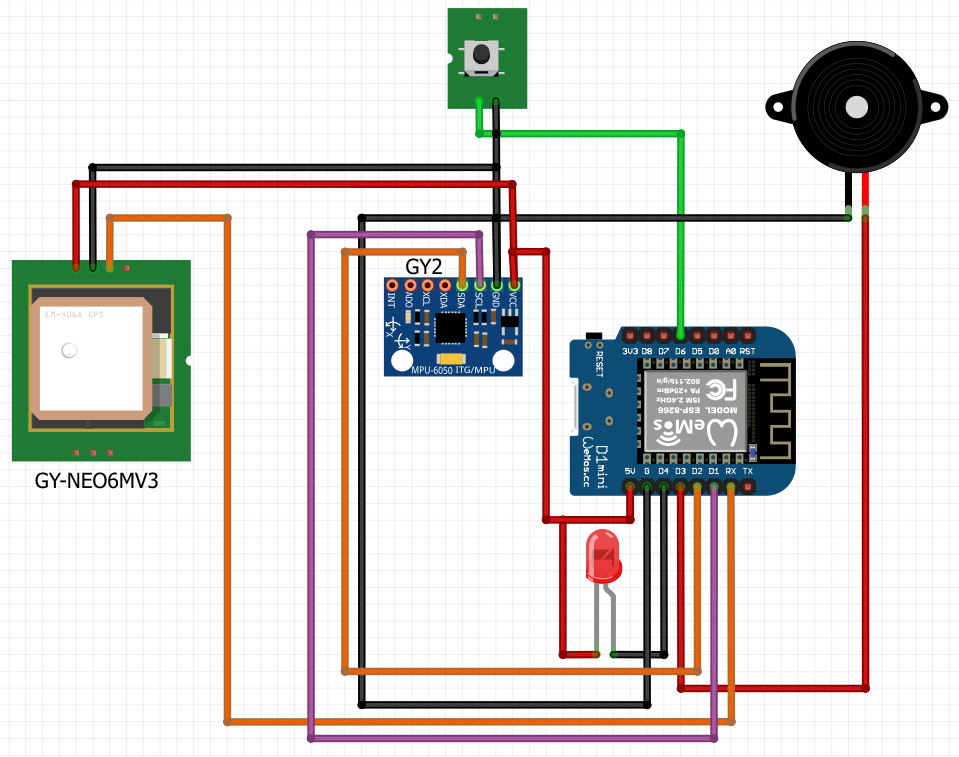 GY2
INT
ADO
XCL
XDA
SDA
SCL
GND
VCC
MPU-6050 ITG/MPU
EM-406A GPS
GY-NEO6MV3
3V3 D8 D7 D6 D5 D0 A0 RST
RESET
MODEL ESP-8266
ISM 2.4GHz
PA +25dBm
802.11b/g/n
FC
WeMos
D1 mini
WeMos.cc
5V G D4 D3 D2 D1 RX TX